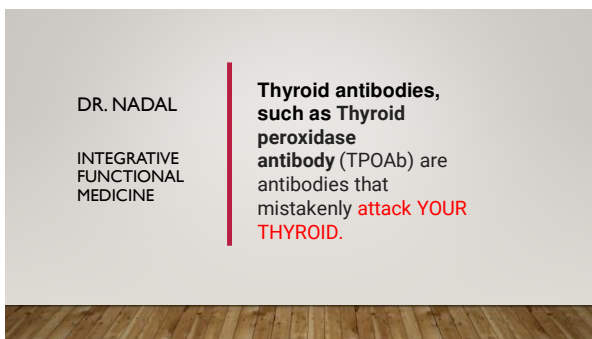 DR. NADAL
INTEGRATIVE
FUNCTIONAL
MEDICINE
Thyroid antibodies,
such as Thyroid
peroxidase
antibody (TPOAb) are
antibodies that
mistakenly attack YOUR
THYROID.